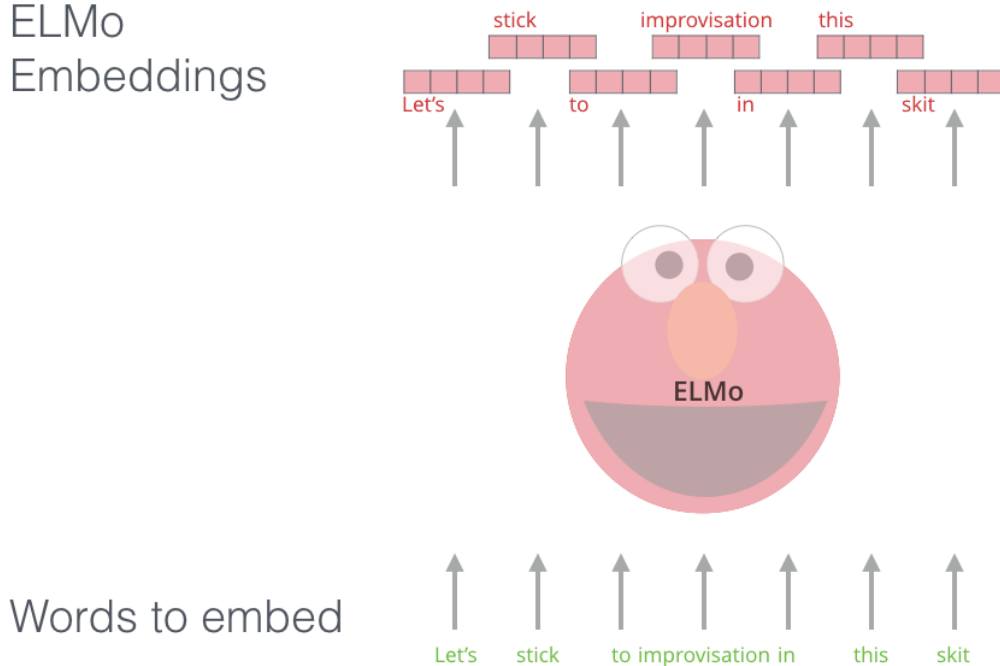 ELMo
Embeddings
stick improvisation this
Let's to in skit
ELMo
Words to embed
Let's stick to improvisation in this skit